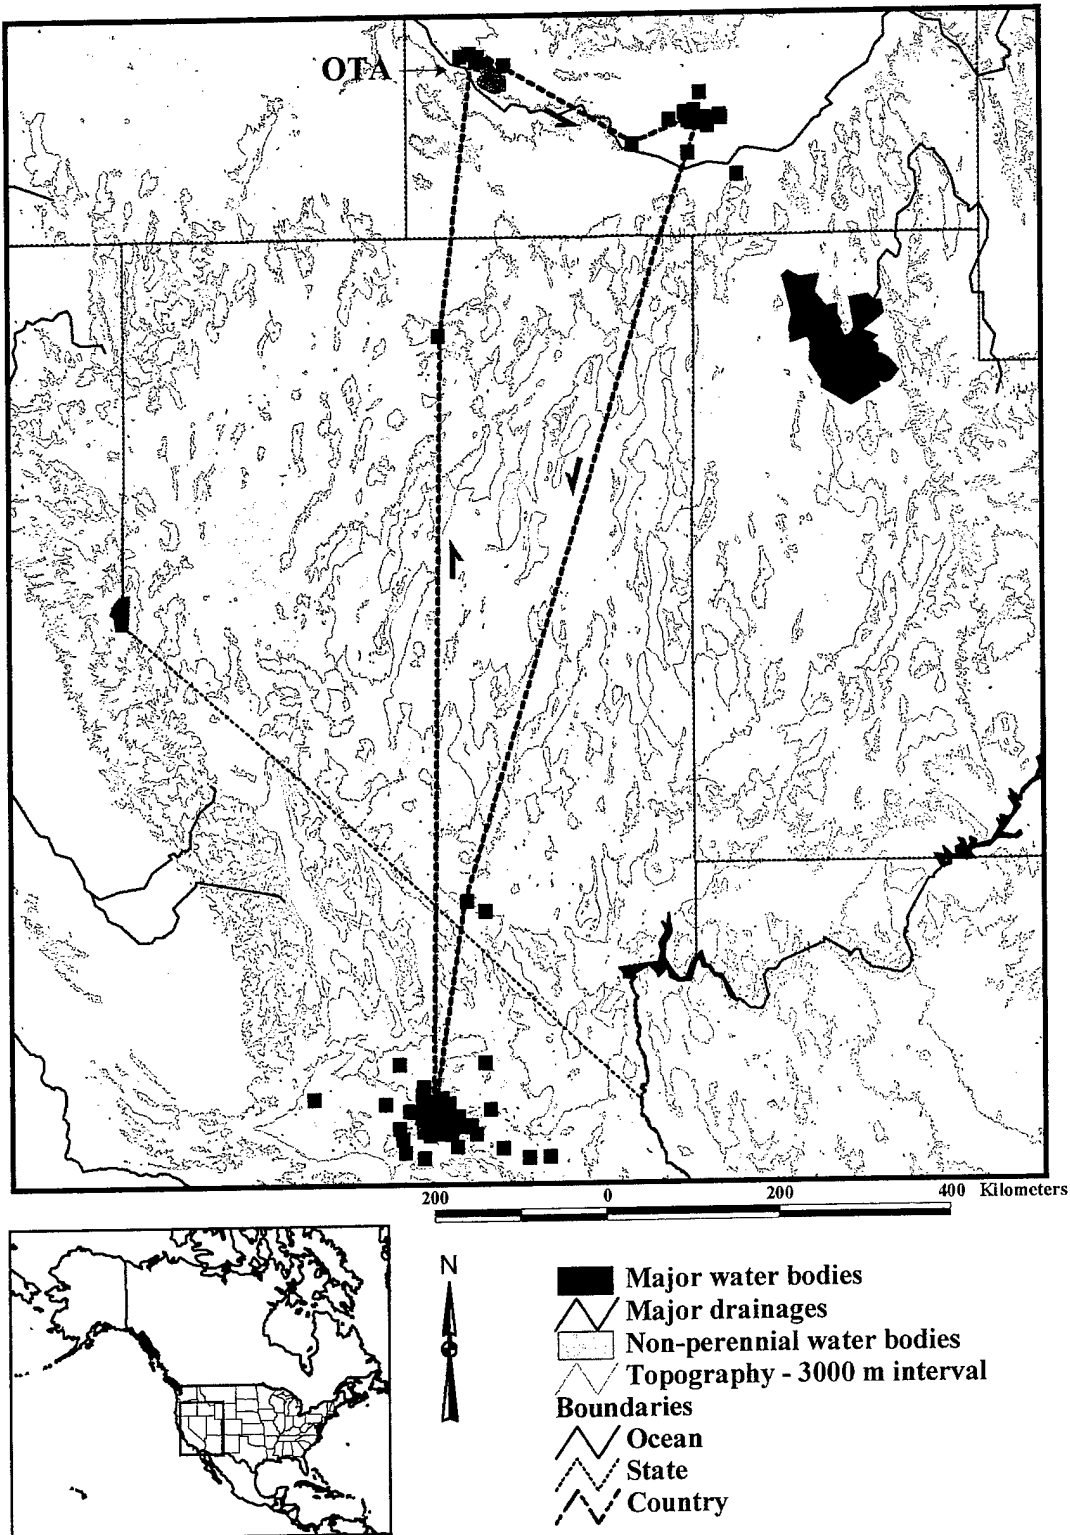 OTA
200 0 200 400 Kilometers
N
Major water bodies
Major drainages
Non-perennial water bodies
Topography - 3000 m interval
Boundaries
Ocean
State
Country